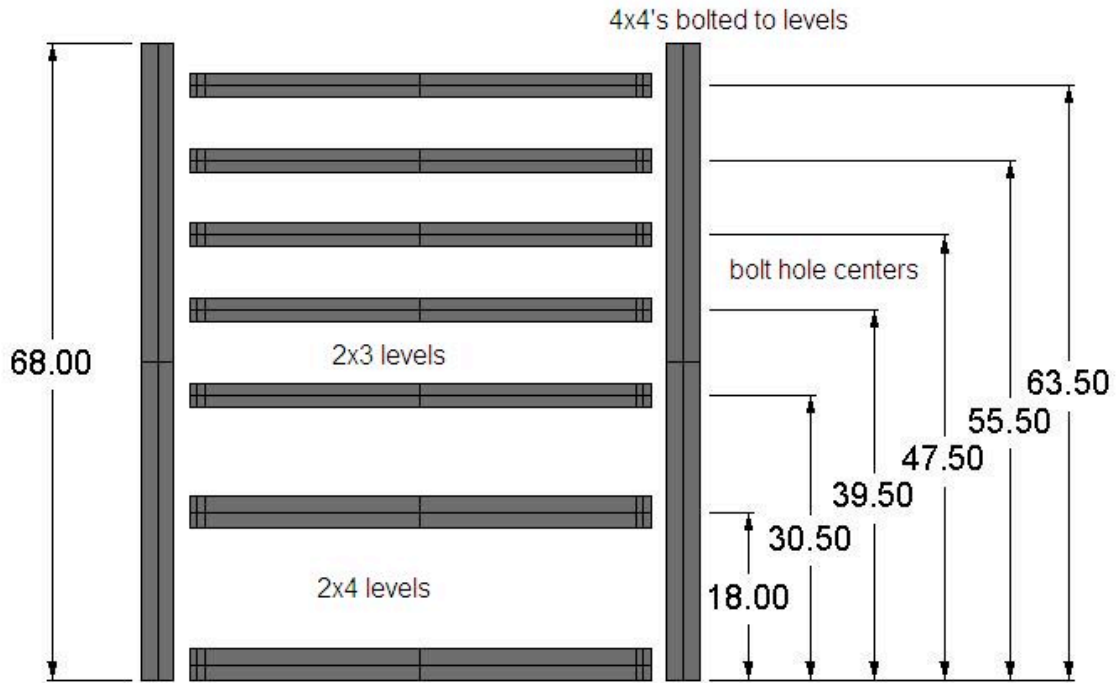 4x4's bolted to levels
bolt hole centers
2x3 levels
68.00
63.50
55.50
47.50
39.50
30.50
18.00
2x4 levels